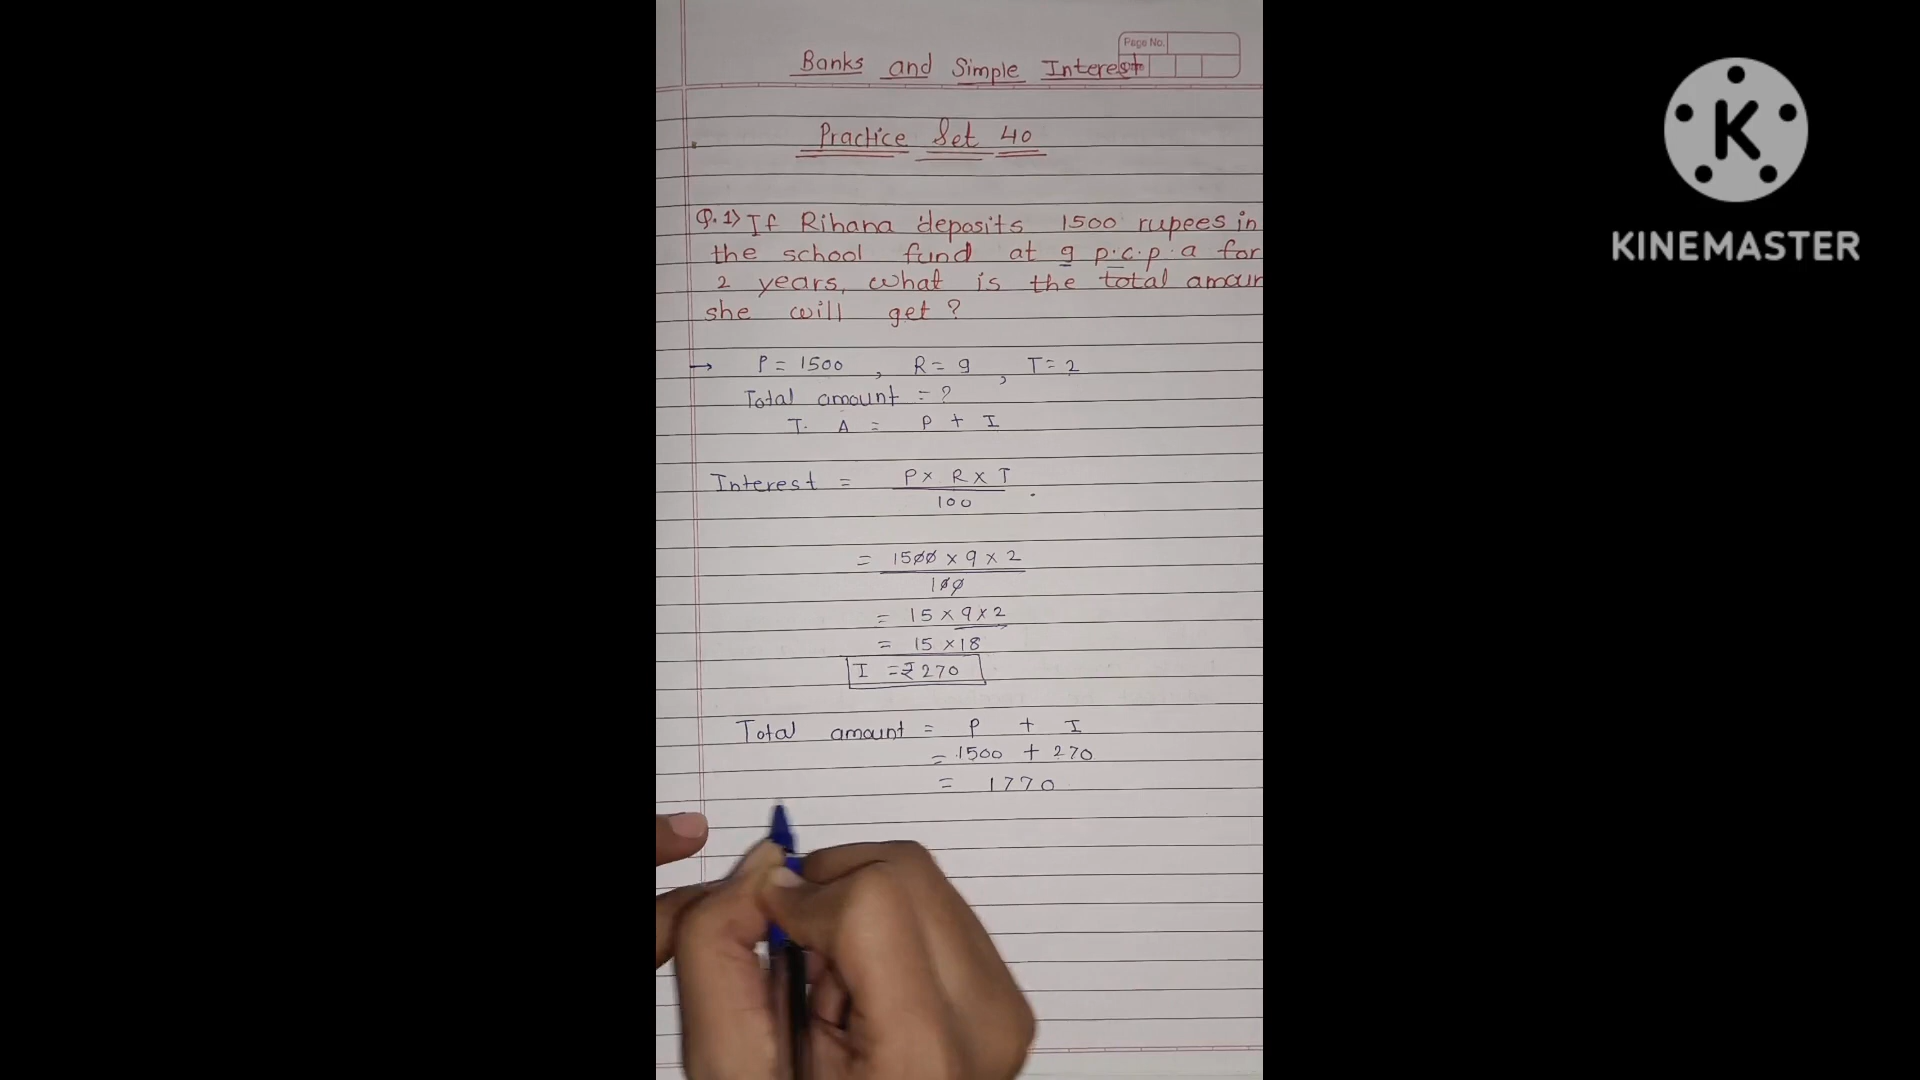 Page No.
Banks and Simple Interest
Practice Set 40
Q.1) If Rihana deposits 1500 rupees in
the school fund at 9 p.c.p.a for
2 years, what is the total amoun
she will get ?
→ P = 1500 , R = 9 , T = 2
Total amount = ?
T. A = P + I
Interest = P × R × T
100
= 1500 × 9 × 2
100
= 15 × 9 × 2
= 15 × 18
I = ₹ 270
Total amount = P + I
= 1500 + 270
= 1770
K
KINEMASTER